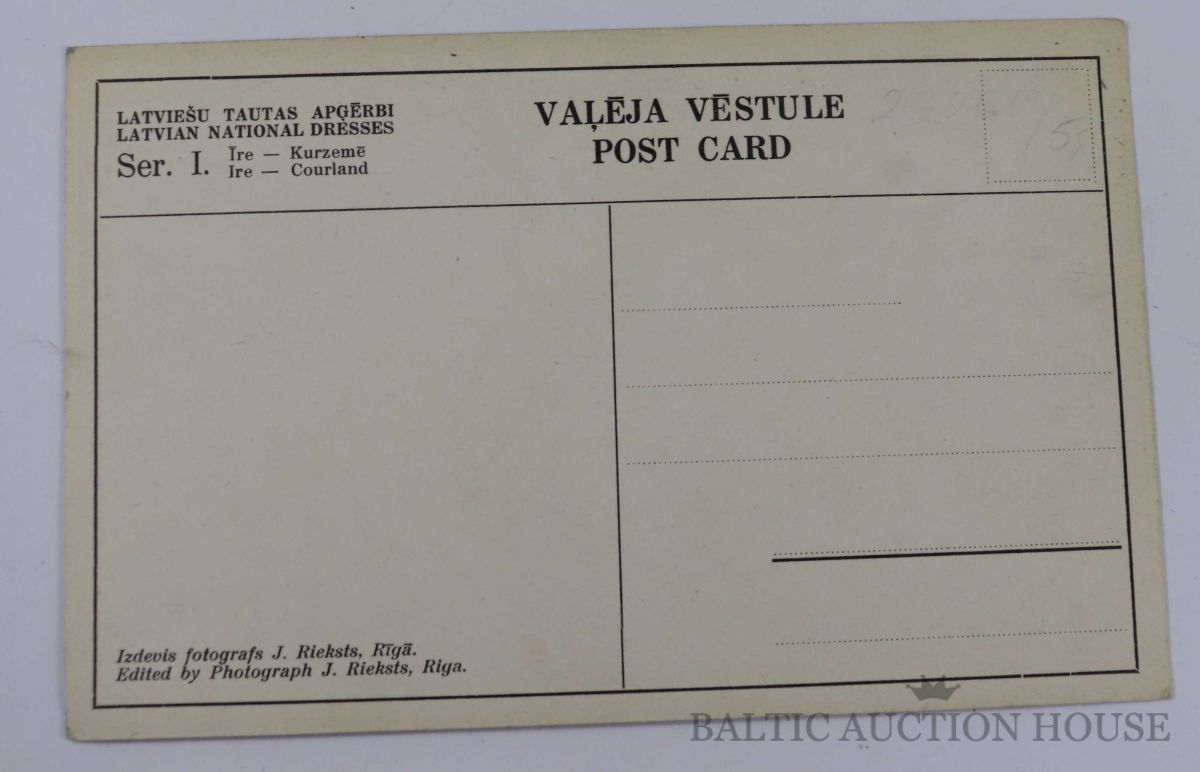 LATVIEŠU TAUTAS APĢĒRBI
LATVIAN NATIONAL DRESSES
Ser. I.
Īre — Kurzemē
Ire — Courland
VAĻĒJA VĒSTULE
POST CARD
5,
Izdevis fotografs J. Rieksts, Rīgā.
Edited by Photograph J. Rieksts, Riga.
BALTIC AUCTION HOUSE